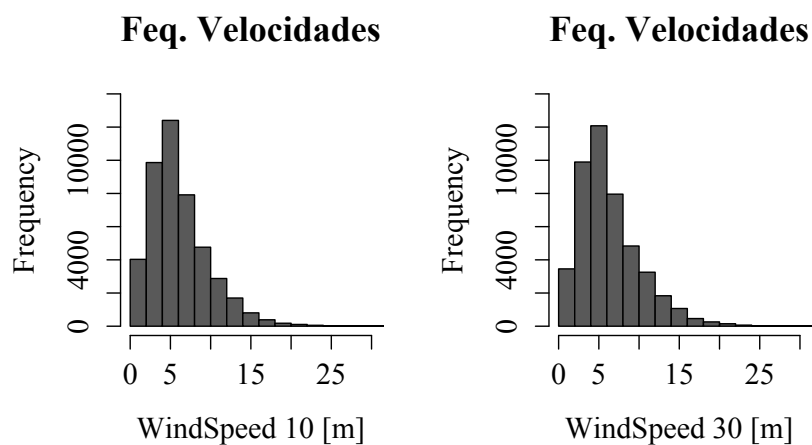 Feq. Velocidades
Frequency
10000
4000
0
0 5 15 25
WindSpeed 10 [m]
Feq. Velocidades
Frequency
10000
4000
0
0 5 15 25
WindSpeed 30 [m]